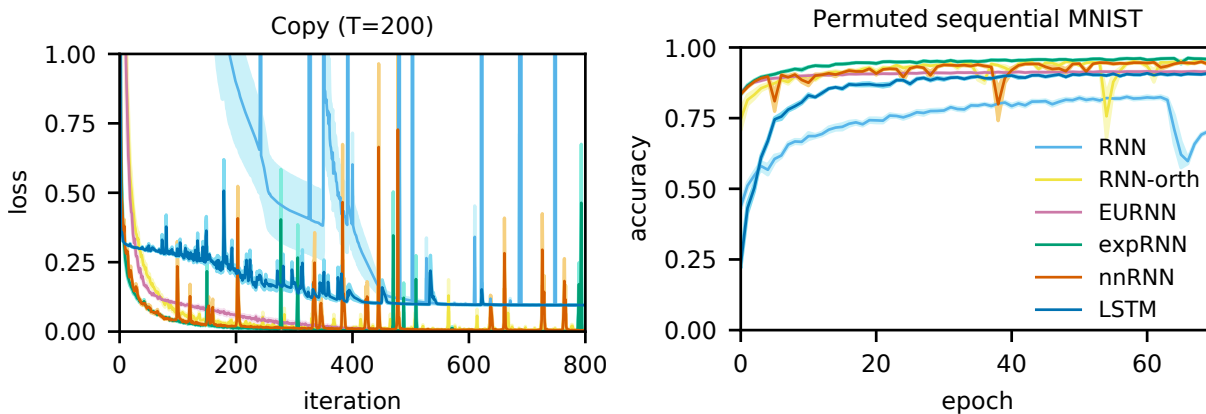 Copy (T=200)
1.00
0.75
0.50
0.25
0.00
loss
0
200
400
600
800
iteration
Permuted sequential MNIST
1.00
0.75
0.50
0.25
0.00
accuracy
0
20
40
60
epoch
RNN
RNN-orth
EURNN
expRNN
nnRNN
LSTM